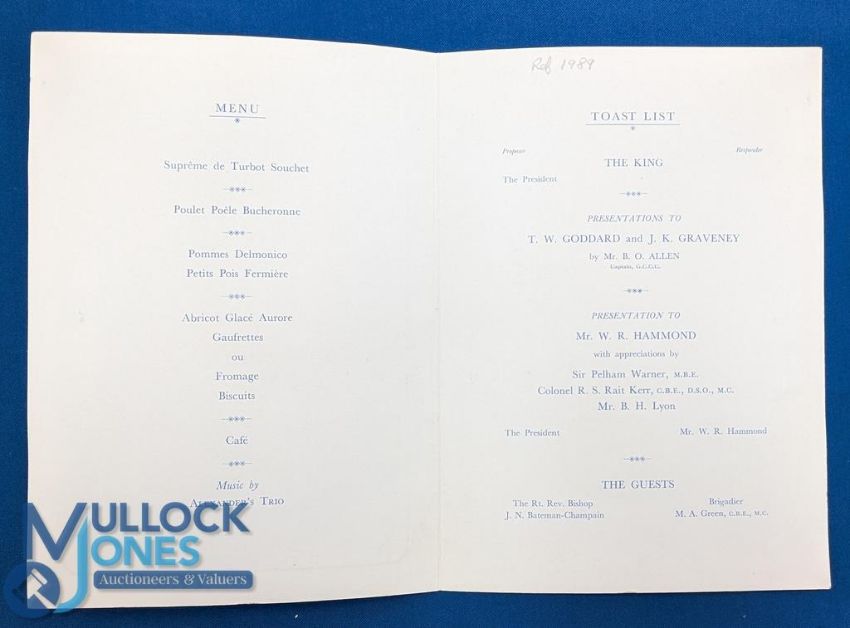 MENU
Suprême de Turbot Souchet
Poulet Poêle Bucheronne
Pommes Delmonico
Petits Pois Fermière
Abricot Glacé Aurore
Gaufrettes
ou
Fromage
Biscuits
Café
Music by
ALEXANDER'S TRIO
MULLOCK
JONES
Auctioneers & Valuers
Ref 1989
TOAST LIST
Proposer Responder
THE KING
The President
PRESENTATIONS TO
T. W. GODDARD and J. K. GRAVENEY
by Mr. B. O. ALLEN
Captain, G.C.C.C.
PRESENTATION TO
Mr. W. R. HAMMOND
with appreciations by
Sir Pelham Warner, M.B.E.
Colonel R. S. Rait Kerr, C.B.E., D.S.O., M.C.
Mr. B. H. Lyon
The President Mr. W. R. Hammond
THE GUESTS
The Rt. Rev. Bishop Brigadier
J. N. Bateman-Champain M. A. Green, C.B.E., M.C.